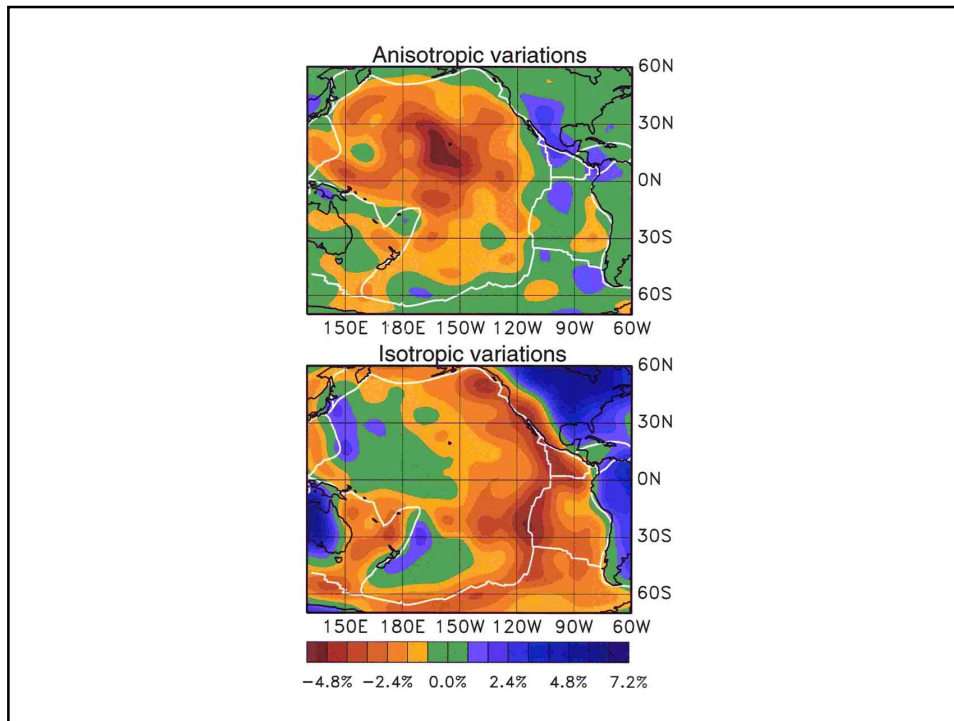 Anisotropic variations
60N
30N
0N
30S
60S
150E 180E 150W 120W 90W 60W
Isotropic variations
60N
30N
0N
30S
60S
150E 180E 150W 120W 90W 60W
−4.8% −2.4% 0.0% 2.4% 4.8% 7.2%